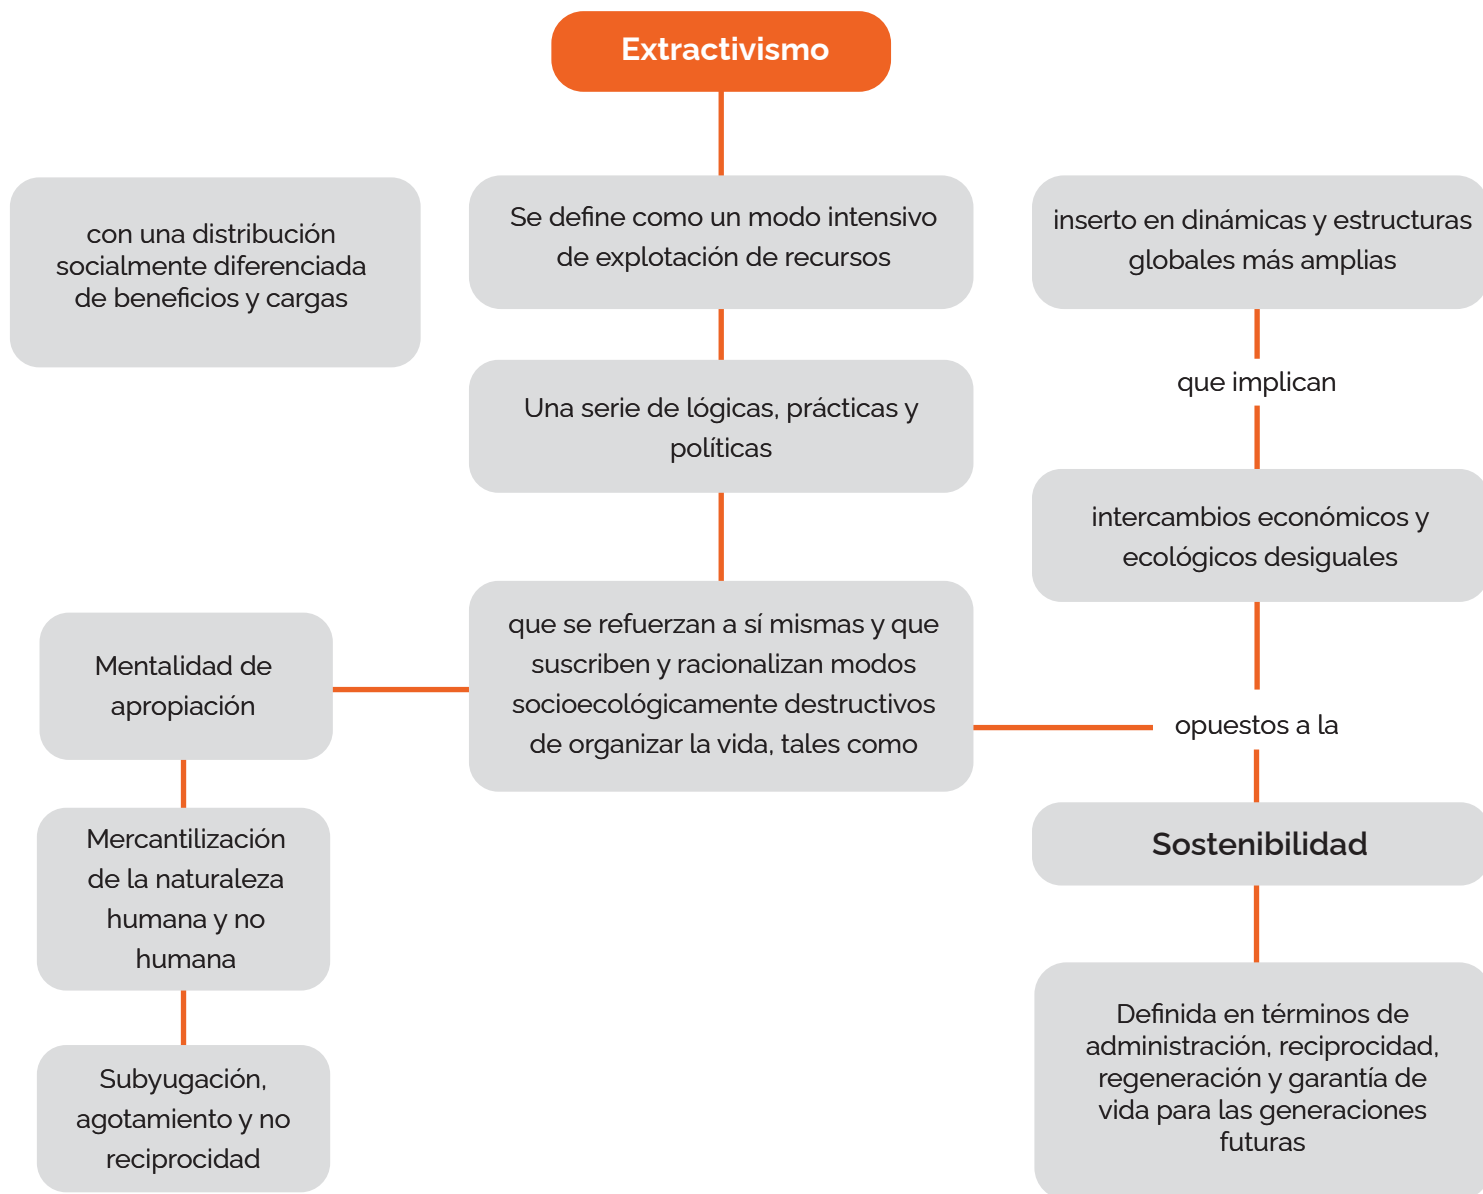 Extractivismo
con una distribución
socialmente diferenciada
de beneficios y cargas
Se define como un modo intensivo
de explotación de recursos
inserto en dinámicas y estructuras
globales más amplias
que implican
Una serie de lógicas, prácticas y
políticas
intercambios económicos y
ecológicos desiguales
que se refuerzan a sí mismas y que
suscriben y racionalizan modos
socioecológicamente destructivos
de organizar la vida, tales como
Mentalidad de
apropiación
opuestos a la
Mercantilización
de la naturaleza
humana y no
humana
Sostenibilidad
Subyugación,
agotamiento y no
reciprocidad
Definida en términos de
administración, reciprocidad,
regeneración y garantía de
vida para las generaciones
futuras